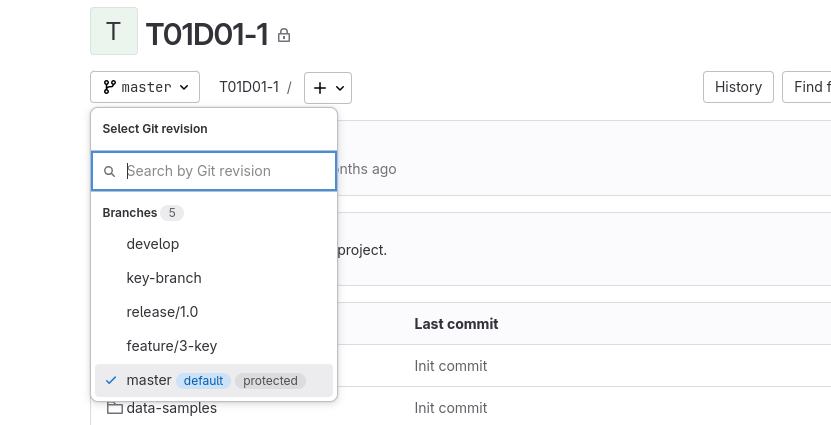 T
T01D01-1
master
T01D01-1 /
History
Find f
Select Git revision
Search by Git revision
nths ago
Branches 5
develop
project.
key-branch
release/1.0
Last commit
feature/3-key
Init commit
master default protected
data-samples
Init commit